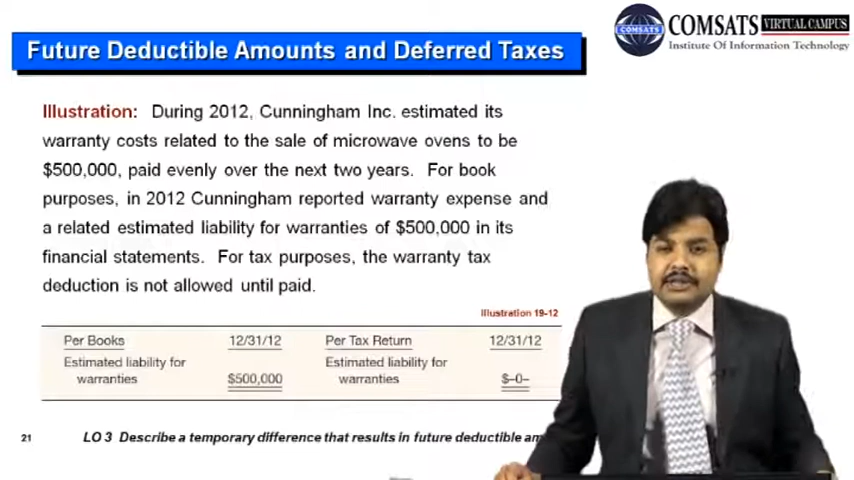 Future Deductible Amounts and Deferred Taxes
COMSATS
COMSATS VIRTUAL CAMPUS
Institute Of Information Technology
Illustration: During 2012, Cunningham Inc. estimated its
warranty costs related to the sale of microwave ovens to be
$500,000, paid evenly over the next two years. For book
purposes, in 2012 Cunningham reported warranty expense and
a related estimated liability for warranties of $500,000 in its
financial statements. For tax purposes, the warranty tax
deduction is not allowed until paid.
Illustration 19-12
Per Books 12/31/12 Per Tax Return 12/31/12
Estimated liability for Estimated liability for
warranties $500,000 warranties $–0–
21 LO 3 Describe a temporary difference that results in future deductible am